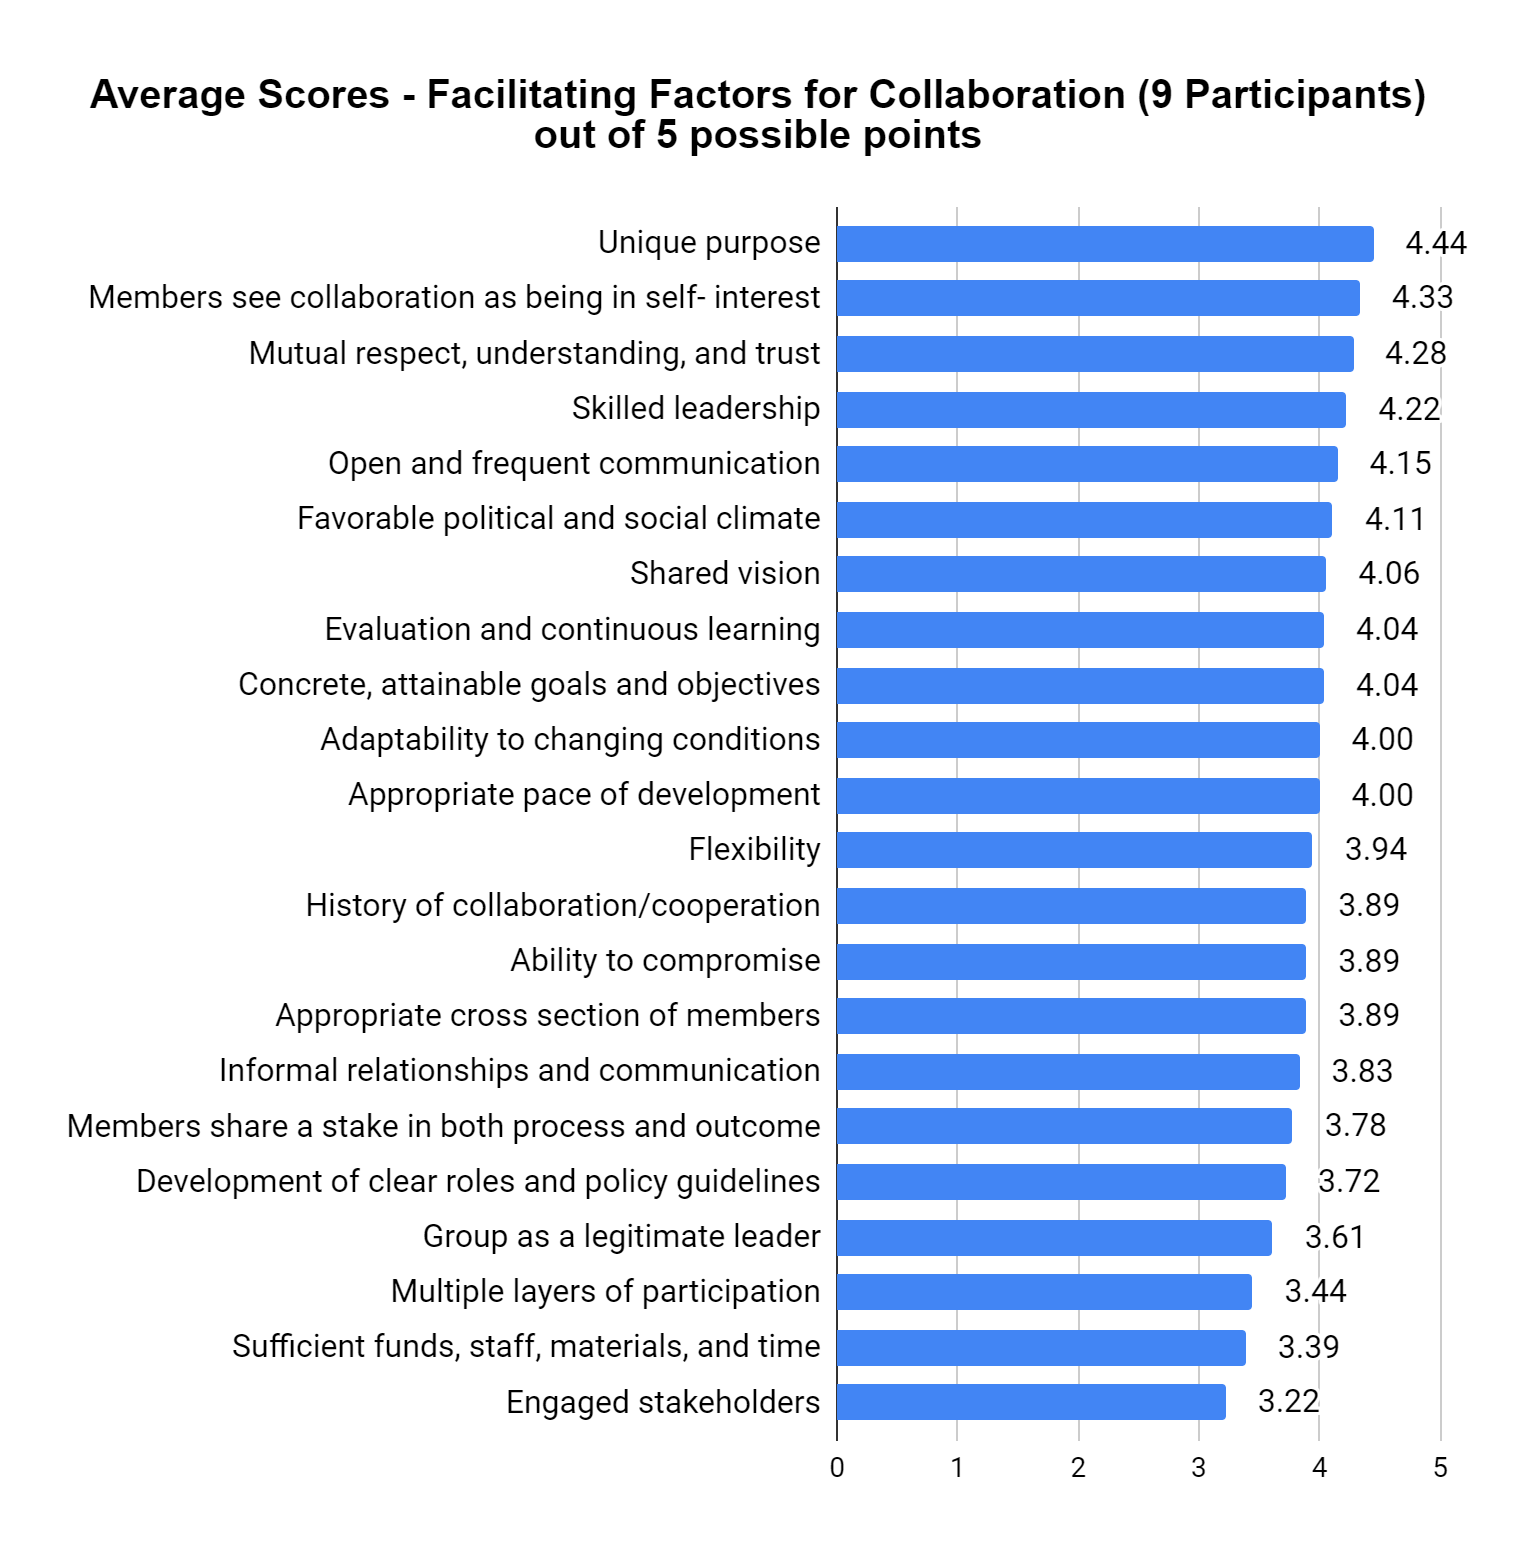 Average Scores - Facilitating Factors for Collaboration (9 Participants)
out of 5 possible points
Unique purpose 4.44
Members see collaboration as being in self- interest 4.33
Mutual respect, understanding, and trust 4.28
Skilled leadership 4.22
Open and frequent communication 4.15
Favorable political and social climate 4.11
Shared vision 4.06
Evaluation and continuous learning 4.04
Concrete, attainable goals and objectives 4.04
Adaptability to changing conditions 4.00
Appropriate pace of development 4.00
Flexibility 3.94
History of collaboration/cooperation 3.89
Ability to compromise 3.89
Appropriate cross section of members 3.89
Informal relationships and communication 3.83
Members share a stake in both process and outcome 3.78
Development of clear roles and policy guidelines 3.72
Group as a legitimate leader 3.61
Multiple layers of participation 3.44
Sufficient funds, staff, materials, and time 3.39
Engaged stakeholders 3.22
0 1 2 3 4 5